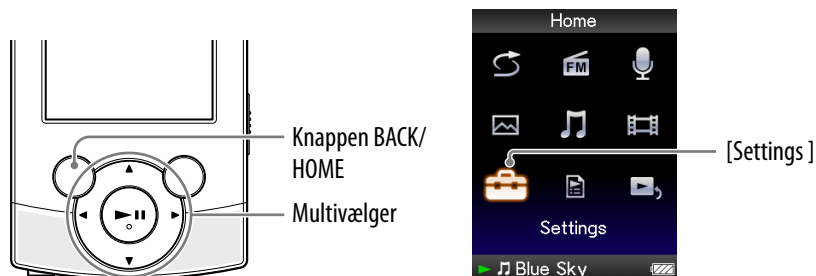 Knappen BACK/
HOME
Multivælger
Home
FM
[Settings ]
Settings
Blue Sky